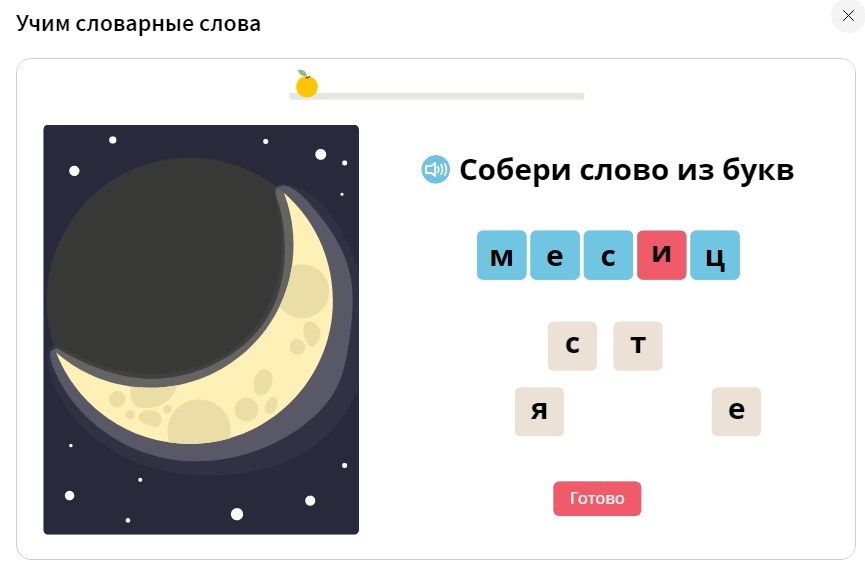 Учим словарные слова
Собери слово из букв
м е с и ц
с т
я е
Готово